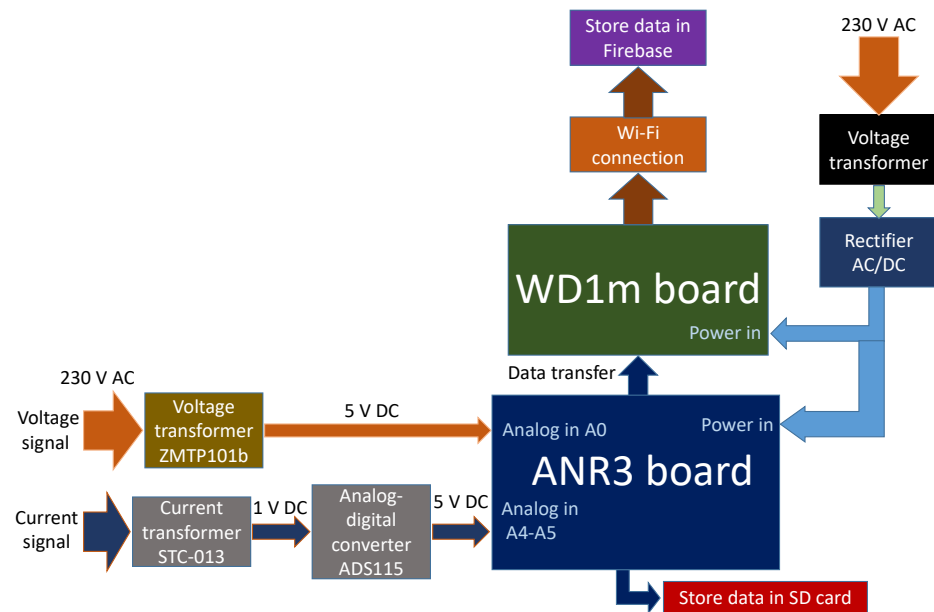 Store data in
Firebase
230 V AC
Wi-Fi
connection
Voltage
transformer
Rectifier
AC/DC
WD1m board
Power in
Data transfer
230 V AC
Voltage
signal
Voltage
transformer
ZMTP101b
5 V DC
Analog in A0
Power in
ANR3 board
Analog in
A4-A5
Current
signal
Current
transformer
STC-013
1 V DC
Analog-
digital
converter
ADS115
5 V DC
Store data in SD card